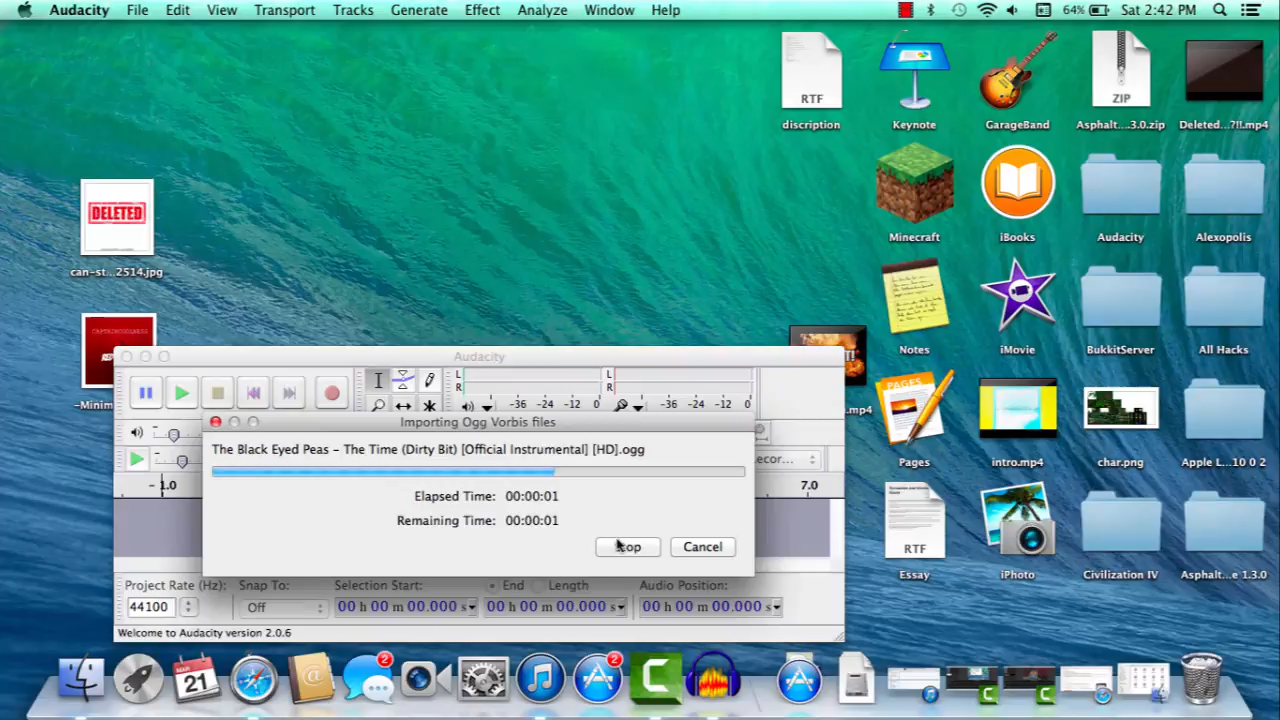 Audacity File Edit View Transport Tracks Generate Effect Analyze Window Help 64% Sat 2:42 PM
RTF
ZIP
discription Keynote GarageBand Asphalt....3.0.zip Deleted...?!!.mp4
DELETED
Minecraft iBooks Audacity Alexopolis
can-st...2514.jpg
Notes iMovie BukkitServer All Hacks
Audacity
L
R
-36 -24 -12 0
L
R
-36 -24 -12 0
-Minim
.mp4
Importing Ogg Vorbis files
The Black Eyed Peas – The Time (Dirty Bit) [Official Instrumental] [HD].ogg
PAGES
Pages intro.mp4 char.png Apple L...10 0 2
- 1.0 7.0
Elapsed Time: 00:00:01
Remaining Time: 00:00:01
Cancel
RTF
Essay iPhoto Civilization IV Asphalt...e 1.3.0
Project Rate (Hz): Snap To: Selection Start: End Length Audio Position:
44100 Off 00 h 00 m 00.000 s 00 h 00 m 00.000 s 00 h 00 m 00.000 s
Welcome to Audacity version 2.0.6
2
2
MAR
21